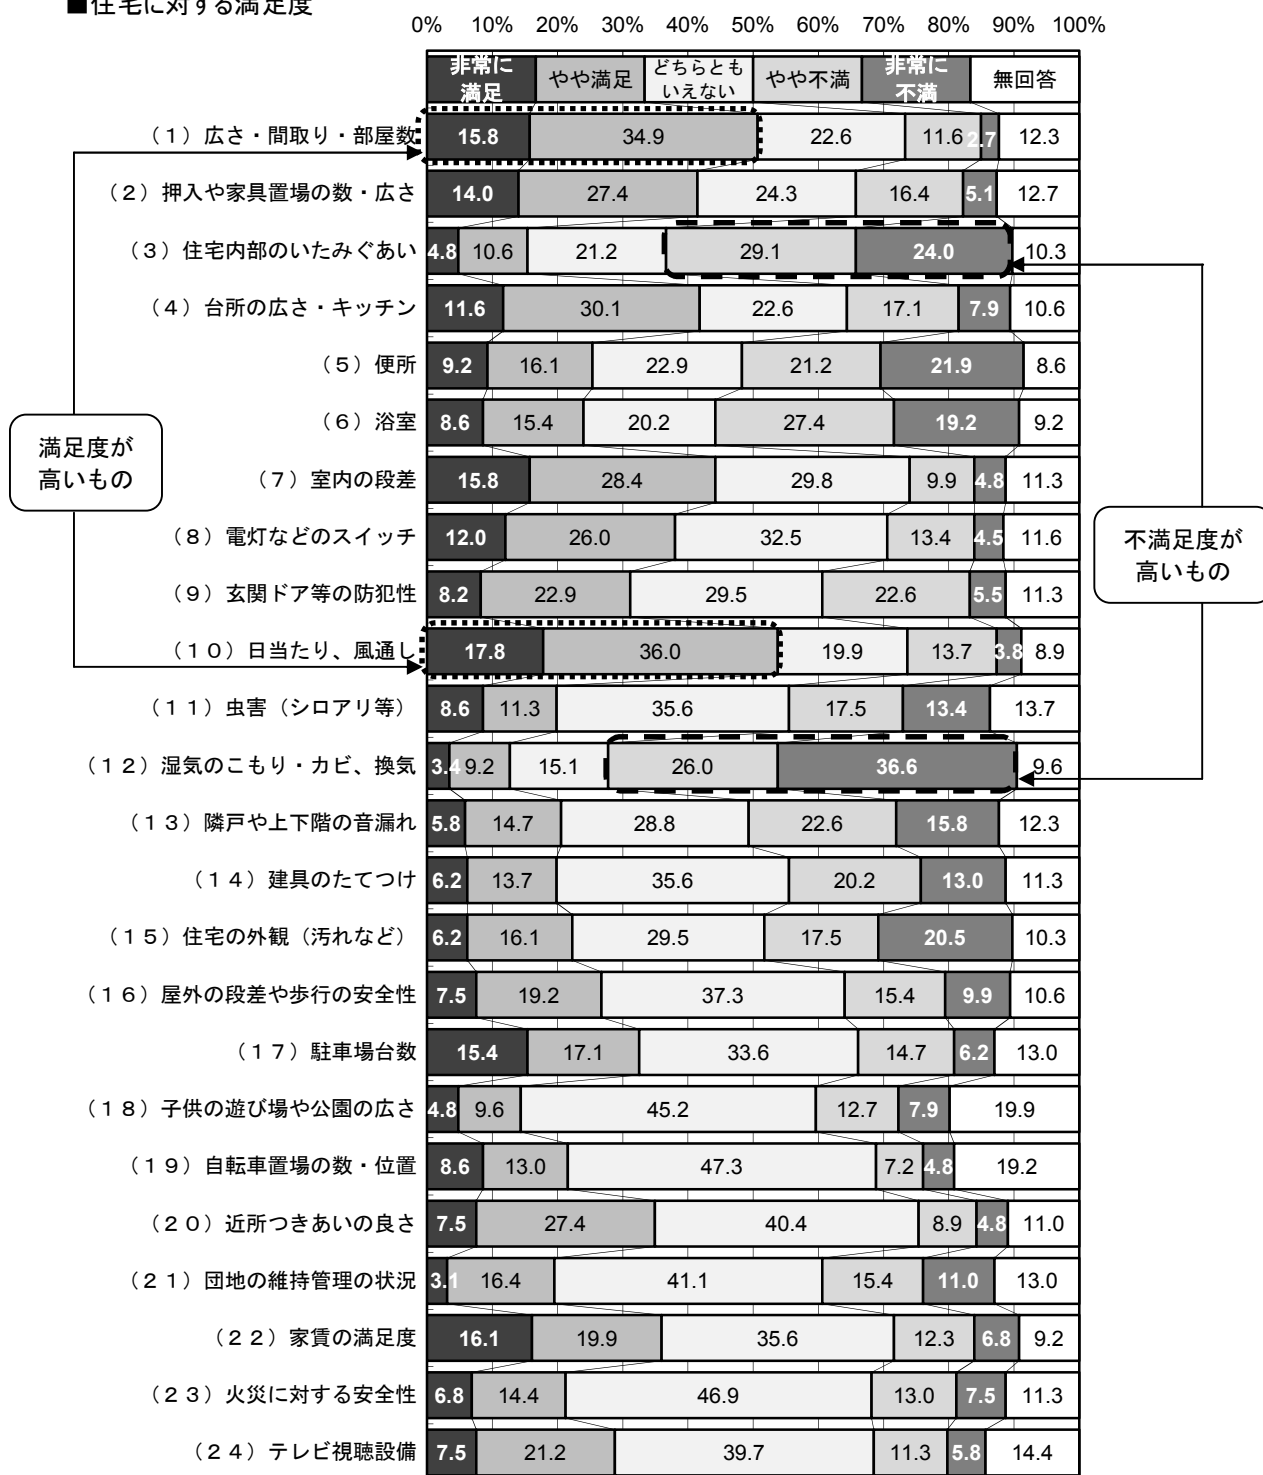 ■住宅に対する満足度
0% 10% 20% 30% 40% 50% 60% 70% 80% 90% 100%
非常に満足 やや満足 どちらともいえない やや不満 非常に不満 無回答
（１）広さ・間取り・部屋数 15.8 34.9 22.6 11.6 2.7 12.3
（２）押入や家具置場の数・広さ 14.0 27.4 24.3 16.4 5.1 12.7
（３）住宅内部のいたみぐあい 4.8 10.6 21.2 29.1 24.0 10.3
（４）台所の広さ・キッチン 11.6 30.1 22.6 17.1 7.9 10.6
（５）便所 9.2 16.1 22.9 21.2 21.9 8.6
（６）浴室 8.6 15.4 20.2 27.4 19.2 9.2
満足度が
高いもの
（７）室内の段差 15.8 28.4 29.8 9.9 4.8 11.3
（８）電灯などのスイッチ 12.0 26.0 32.5 13.4 4.5 11.6
不満足度が
高いもの
（９）玄関ドア等の防犯性 8.2 22.9 29.5 22.6 5.5 11.3
（１０）日当たり、風通し 17.8 36.0 19.9 13.7 3.8 8.9
（１１）虫害（シロアリ等） 8.6 11.3 35.6 17.5 13.4 13.7
（１２）湿気のこもり・カビ、換気 3.4 9.2 15.1 26.0 36.6 9.6
（１３）隣戸や上下階の音漏れ 5.8 14.7 28.8 22.6 15.8 12.3
（１４）建具のたてつけ 6.2 13.7 35.6 20.2 13.0 11.3
（１５）住宅の外観（汚れなど） 6.2 16.1 29.5 17.5 20.5 10.3
（１６）屋外の段差や歩行の安全性 7.5 19.2 37.3 15.4 9.9 10.6
（１７）駐車場台数 15.4 17.1 33.6 14.7 6.2 13.0
（１８）子供の遊び場や公園の広さ 4.8 9.6 45.2 12.7 7.9 19.9
（１９）自転車置場の数・位置 8.6 13.0 47.3 7.2 4.8 19.2
（２０）近所つきあいの良さ 7.5 27.4 40.4 8.9 4.8 11.0
（２１）団地の維持管理の状況 3.1 16.4 41.1 15.4 11.0 13.0
（２２）家賃の満足度 16.1 19.9 35.6 12.3 6.8 9.2
（２３）火災に対する安全性 6.8 14.4 46.9 13.0 7.5 11.3
（２４）テレビ視聴設備 7.5 21.2 39.7 11.3 5.8 14.4